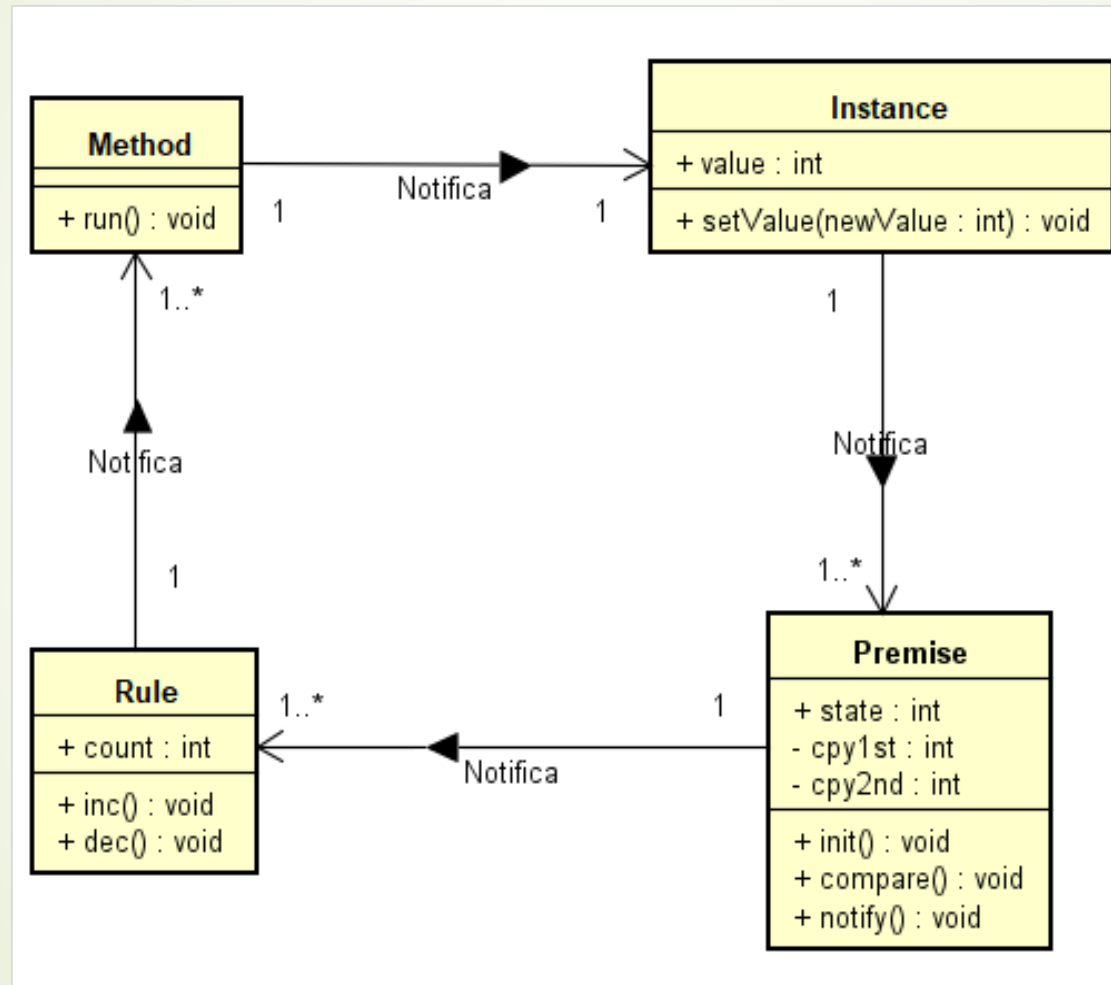 Method
+ run() : void
Notifica
1
1
Instance
+ value : int
+ setValue(newValue : int) : void
1..*
Notifica
1
1
Notifica
1..*
Rule
+ count : int
+ inc() : void
+ dec() : void
1..*
Notifica
1
Premise
+ state : int
- cpy1st : int
- cpy2nd : int
+ init() : void
+ compare() : void
+ notify() : void